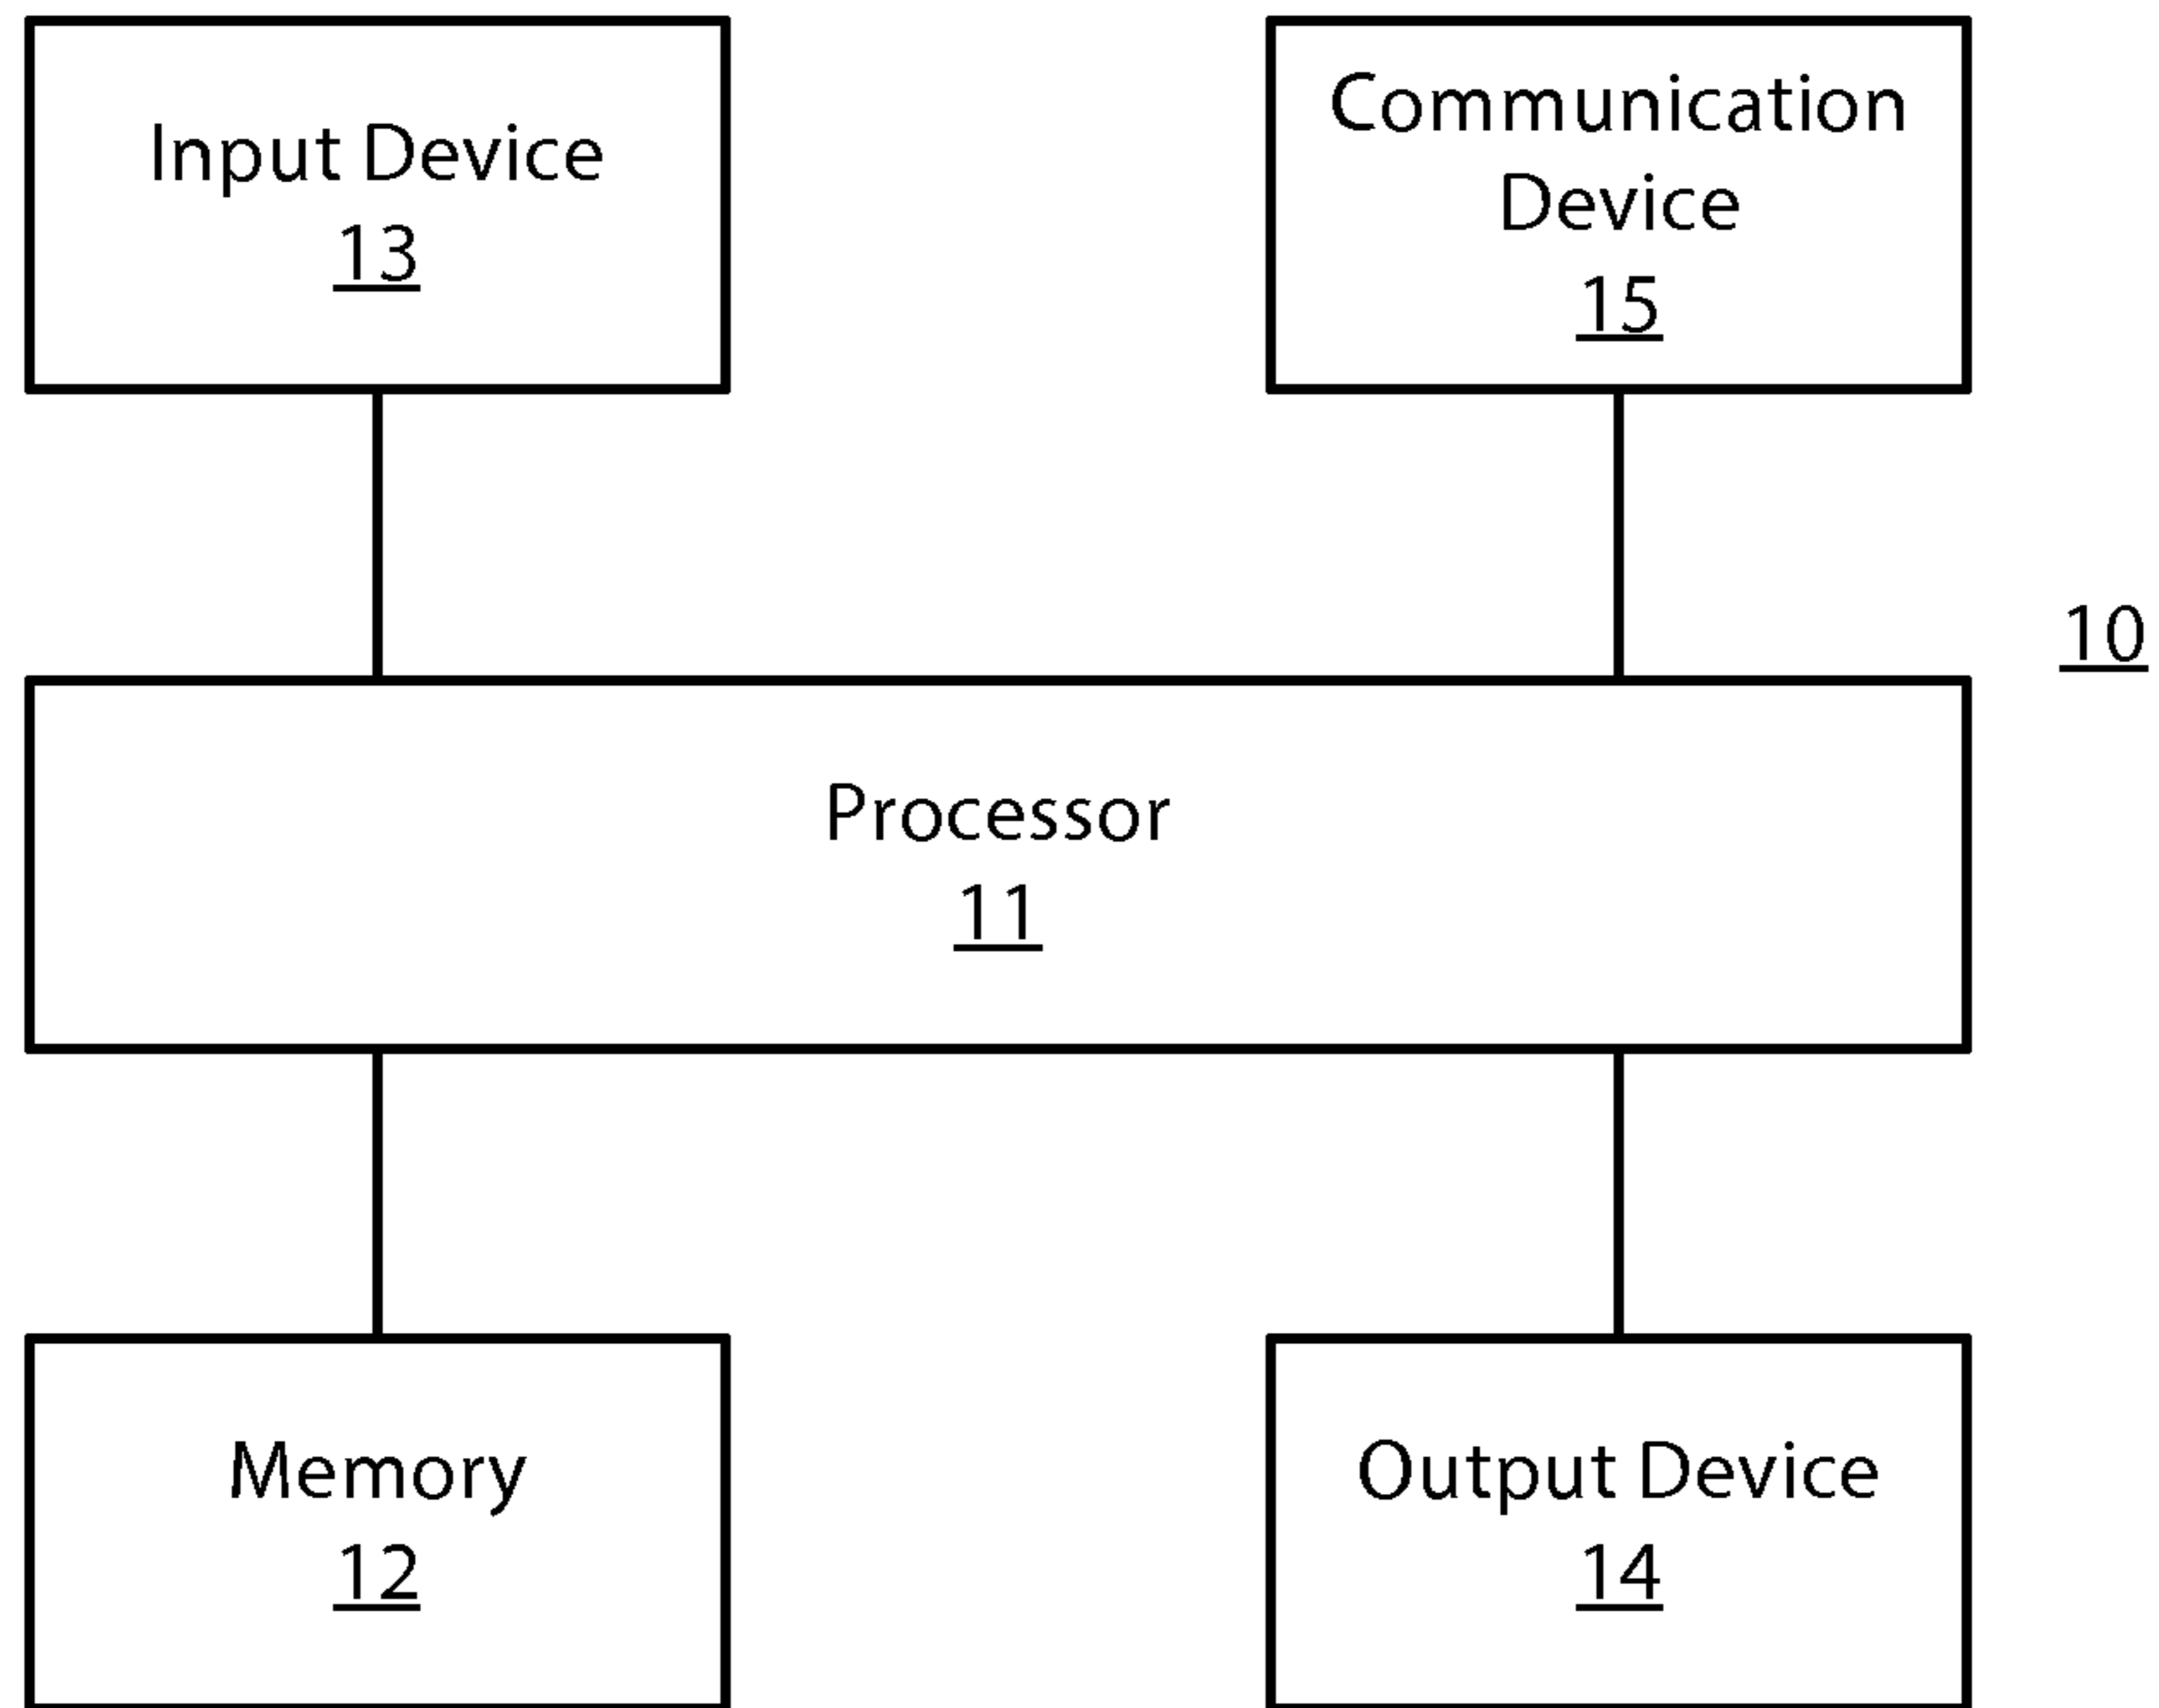 Input Device
13
Communication
Device
15
10
Processor
11
Memory
12
Output Device
14